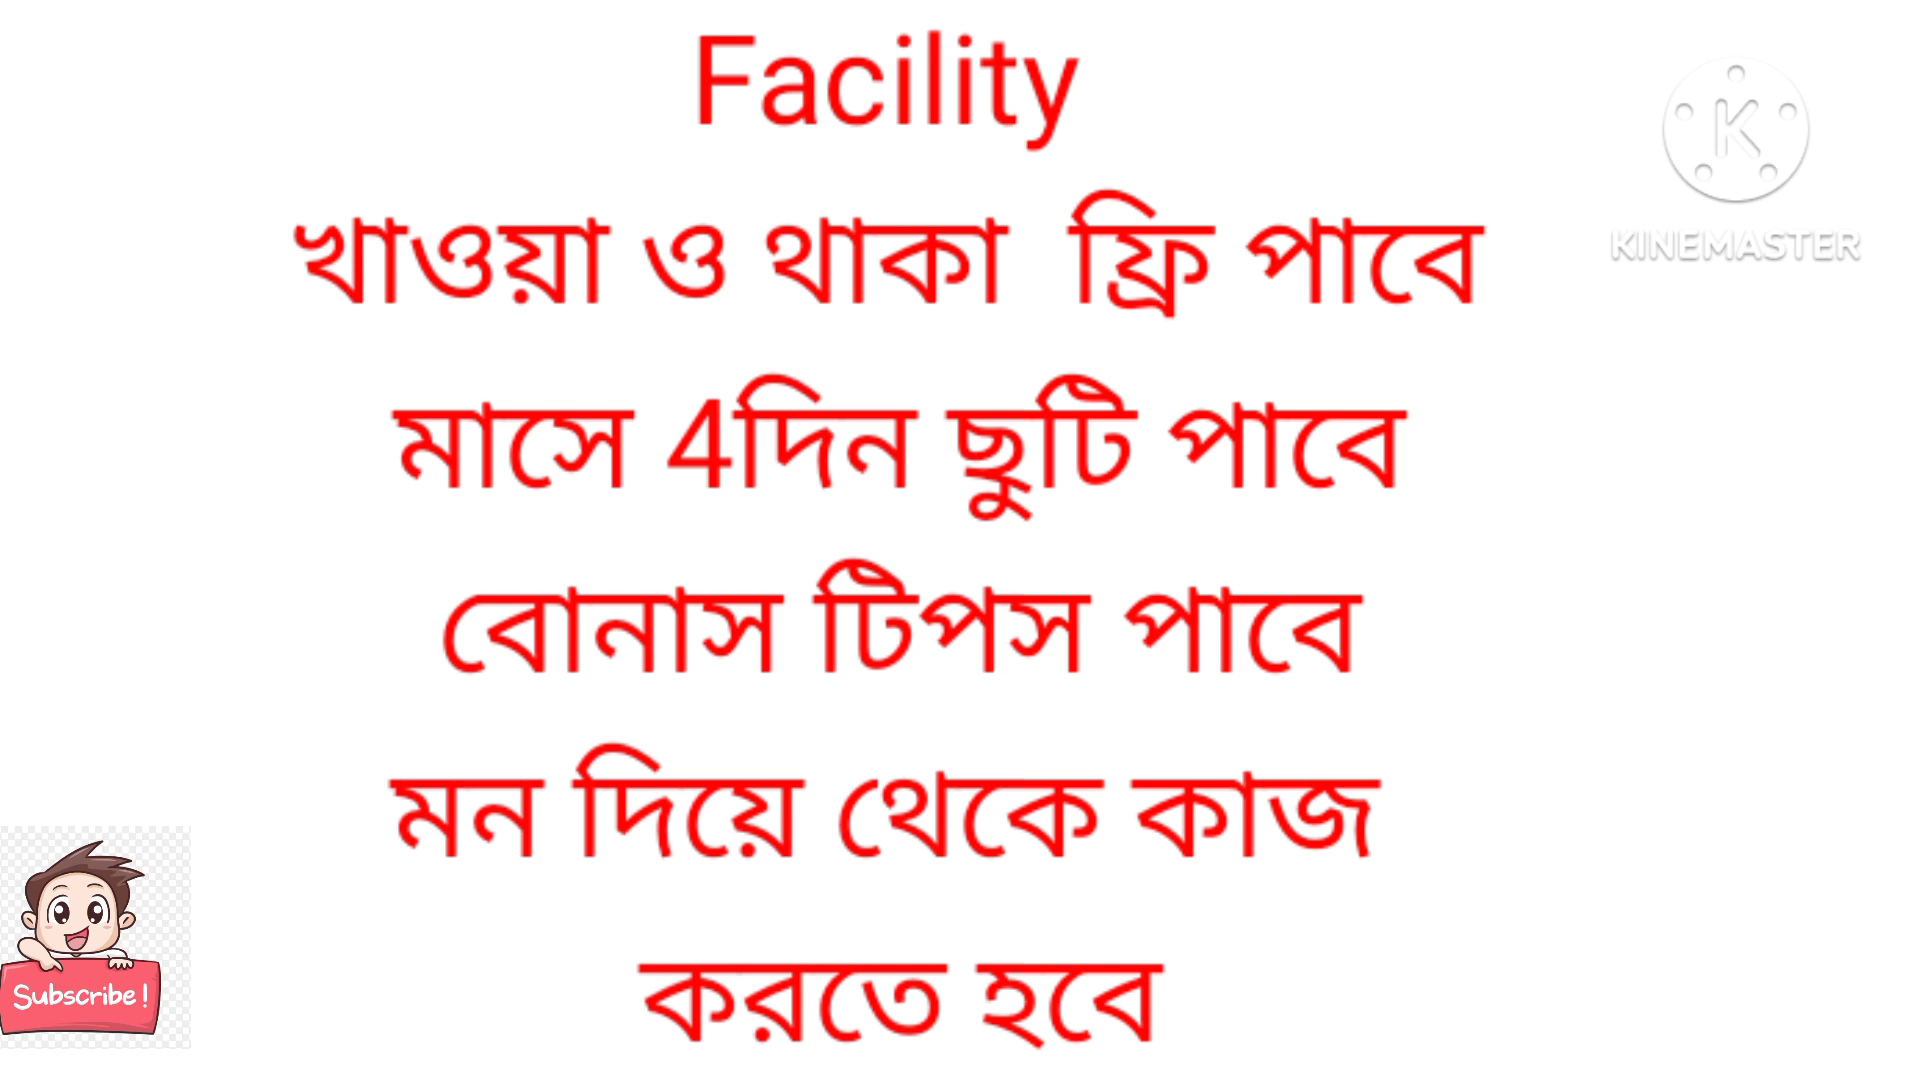 Facility
খাওয়া ও থাকা ফ্রি পাবে
মাসে 4দিন ছুটি পাবে
বোনাস টিপস পাবে
মন দিয়ে থেকে কাজ
করতে হবে
K
KINEMASTER
Subscribe!